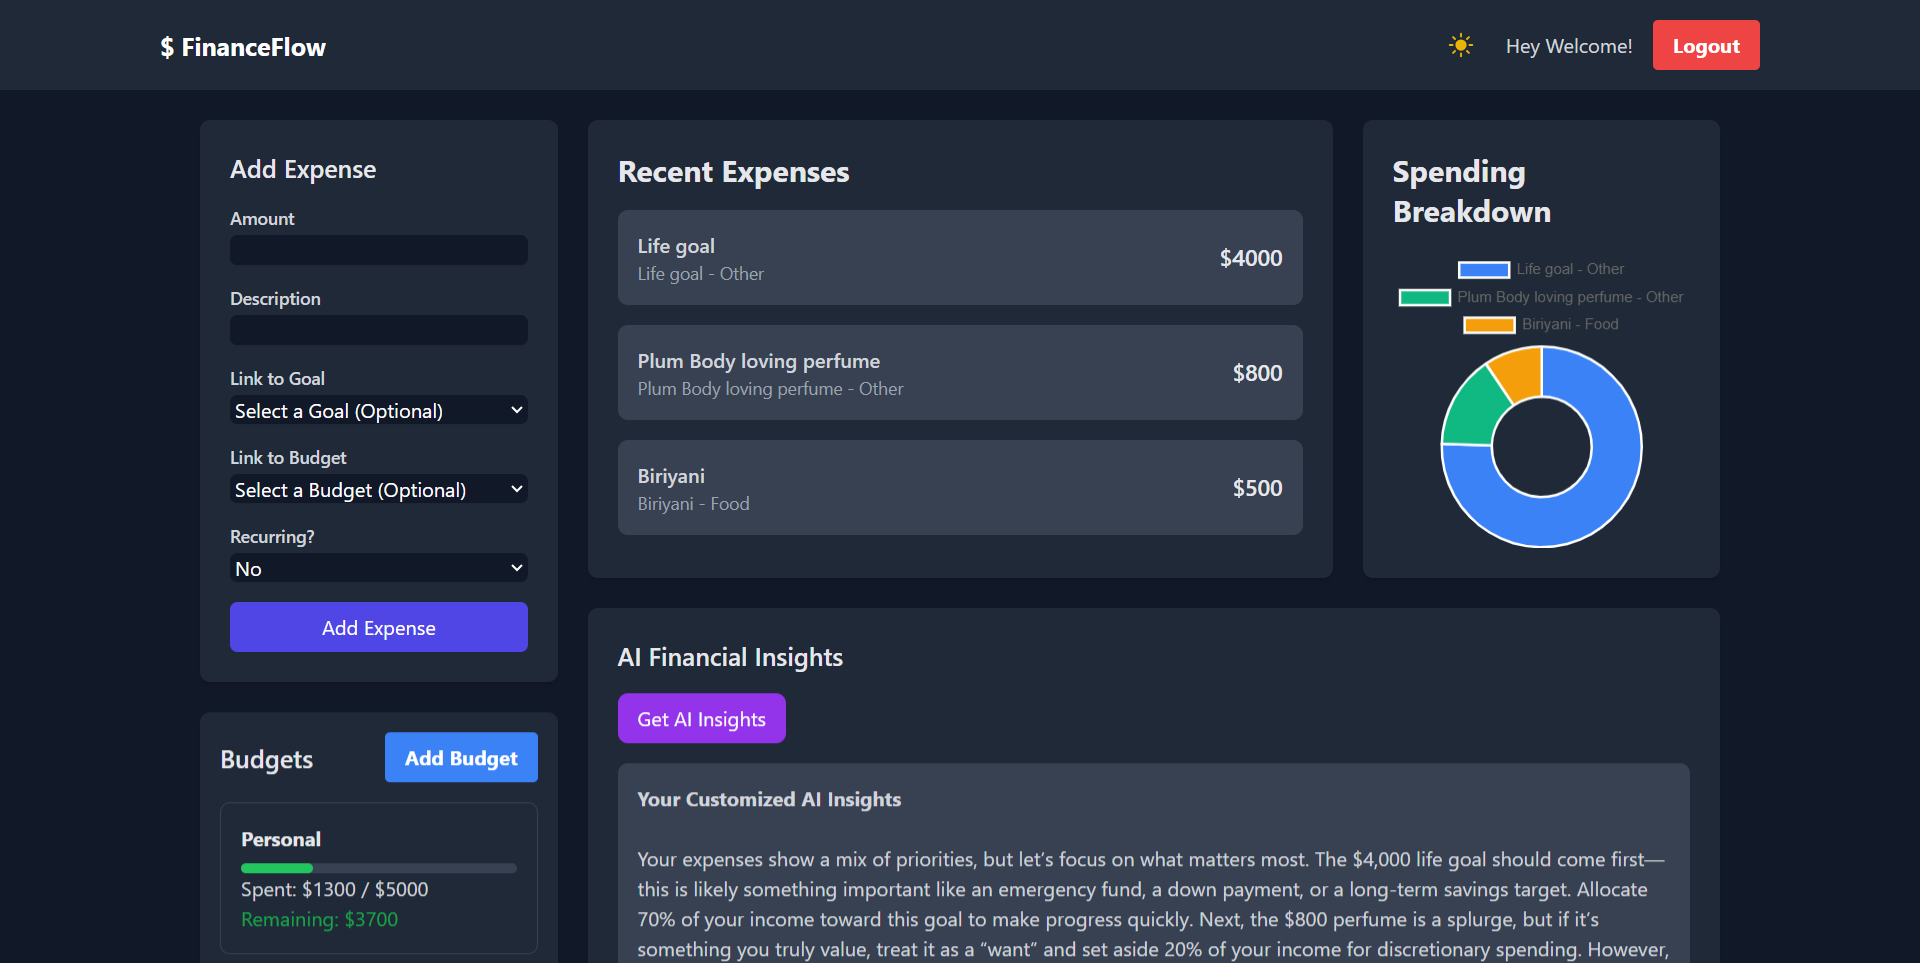 $ FinanceFlow
Hey Welcome!
Logout
Add Expense
Amount
Description
Link to Goal
Select a Goal (Optional)
Link to Budget
Select a Budget (Optional)
Recurring?
No
Add Expense
Budgets
Add Budget
Personal
Spent: $1300 / $5000
Remaining: $3700
Recent Expenses
Life goal
Life goal - Other
$4000
Plum Body loving perfume
Plum Body loving perfume - Other
$800
Biriyani
Biriyani - Food
$500
Spending
Breakdown
Life goal - Other
Plum Body loving perfume - Other
Biriyani - Food
AI Financial Insights
Get AI Insights
Your Customized AI Insights
Your expenses show a mix of priorities, but let’s focus on what matters most. The $4,000 life goal should come first—
this is likely something important like an emergency fund, a down payment, or a long-term savings target. Allocate
70% of your income toward this goal to make progress quickly. Next, the $800 perfume is a splurge, but if it’s
something you truly value, treat it as a “want” and set aside 20% of your income for discretionary spending. However,